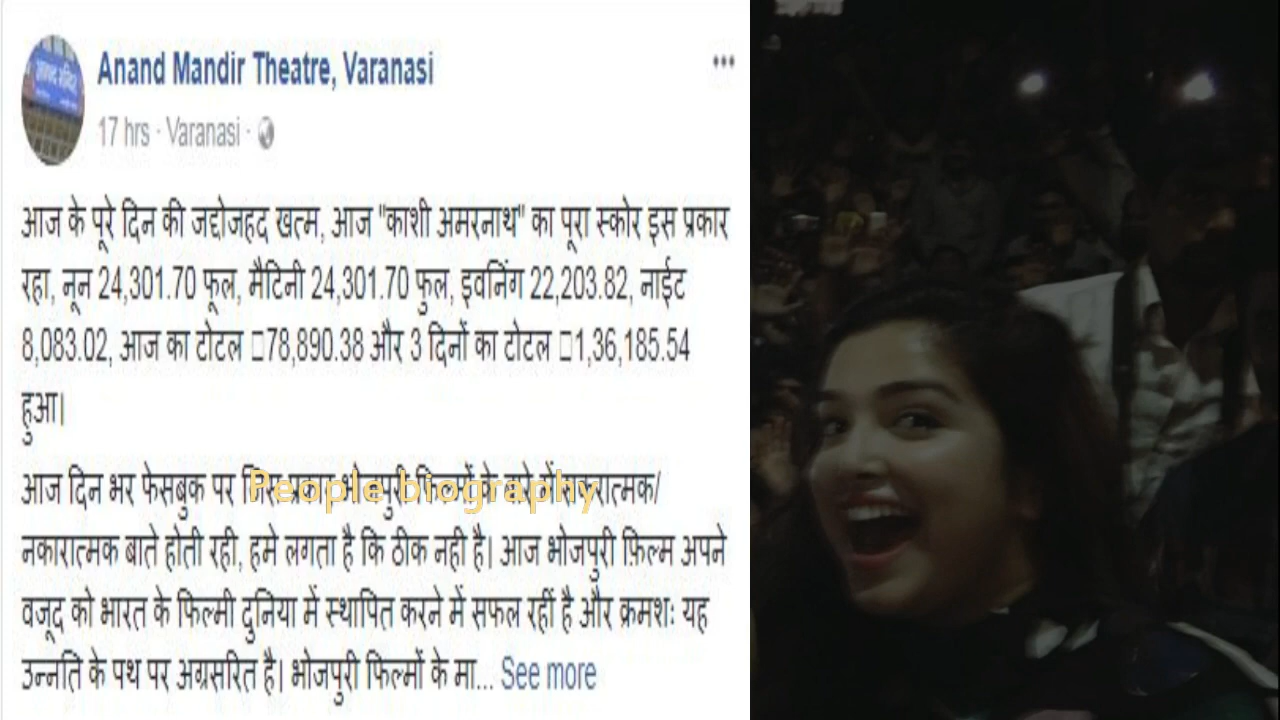 Anand Mandir Theatre, Varanasi
17 hrs · Varanasi ·
आज के पूरे दिन की जद्दोजहद खत्म, आज "काशी अमरनाथ" का पूरा स्कोर इस प्रकार
रहा, नून 24,301.70 फूल, मैटिनी 24,301.70 फुल, इवनिंग 22,203.82, नाईट
8,083.02, आज का टोटल 78,890.38 और 3 दिनों का टोटल 1,36,185.54
हुआ।
आज दिन भर फेसबुक पर के बारे में
People biography
नकारात्मक बाते होती रही, हमे लगता है कि ठीक नही है। आज भोजपुरी फ़िल्म अपने
वजूद को भारत के फिल्मी दुनिया में स्थापित करने में सफल रहीं है और क्रमशः यह
उन्नति के पथ पर अग्रसरित है। भोजपुरी फिल्मों के मा... See more